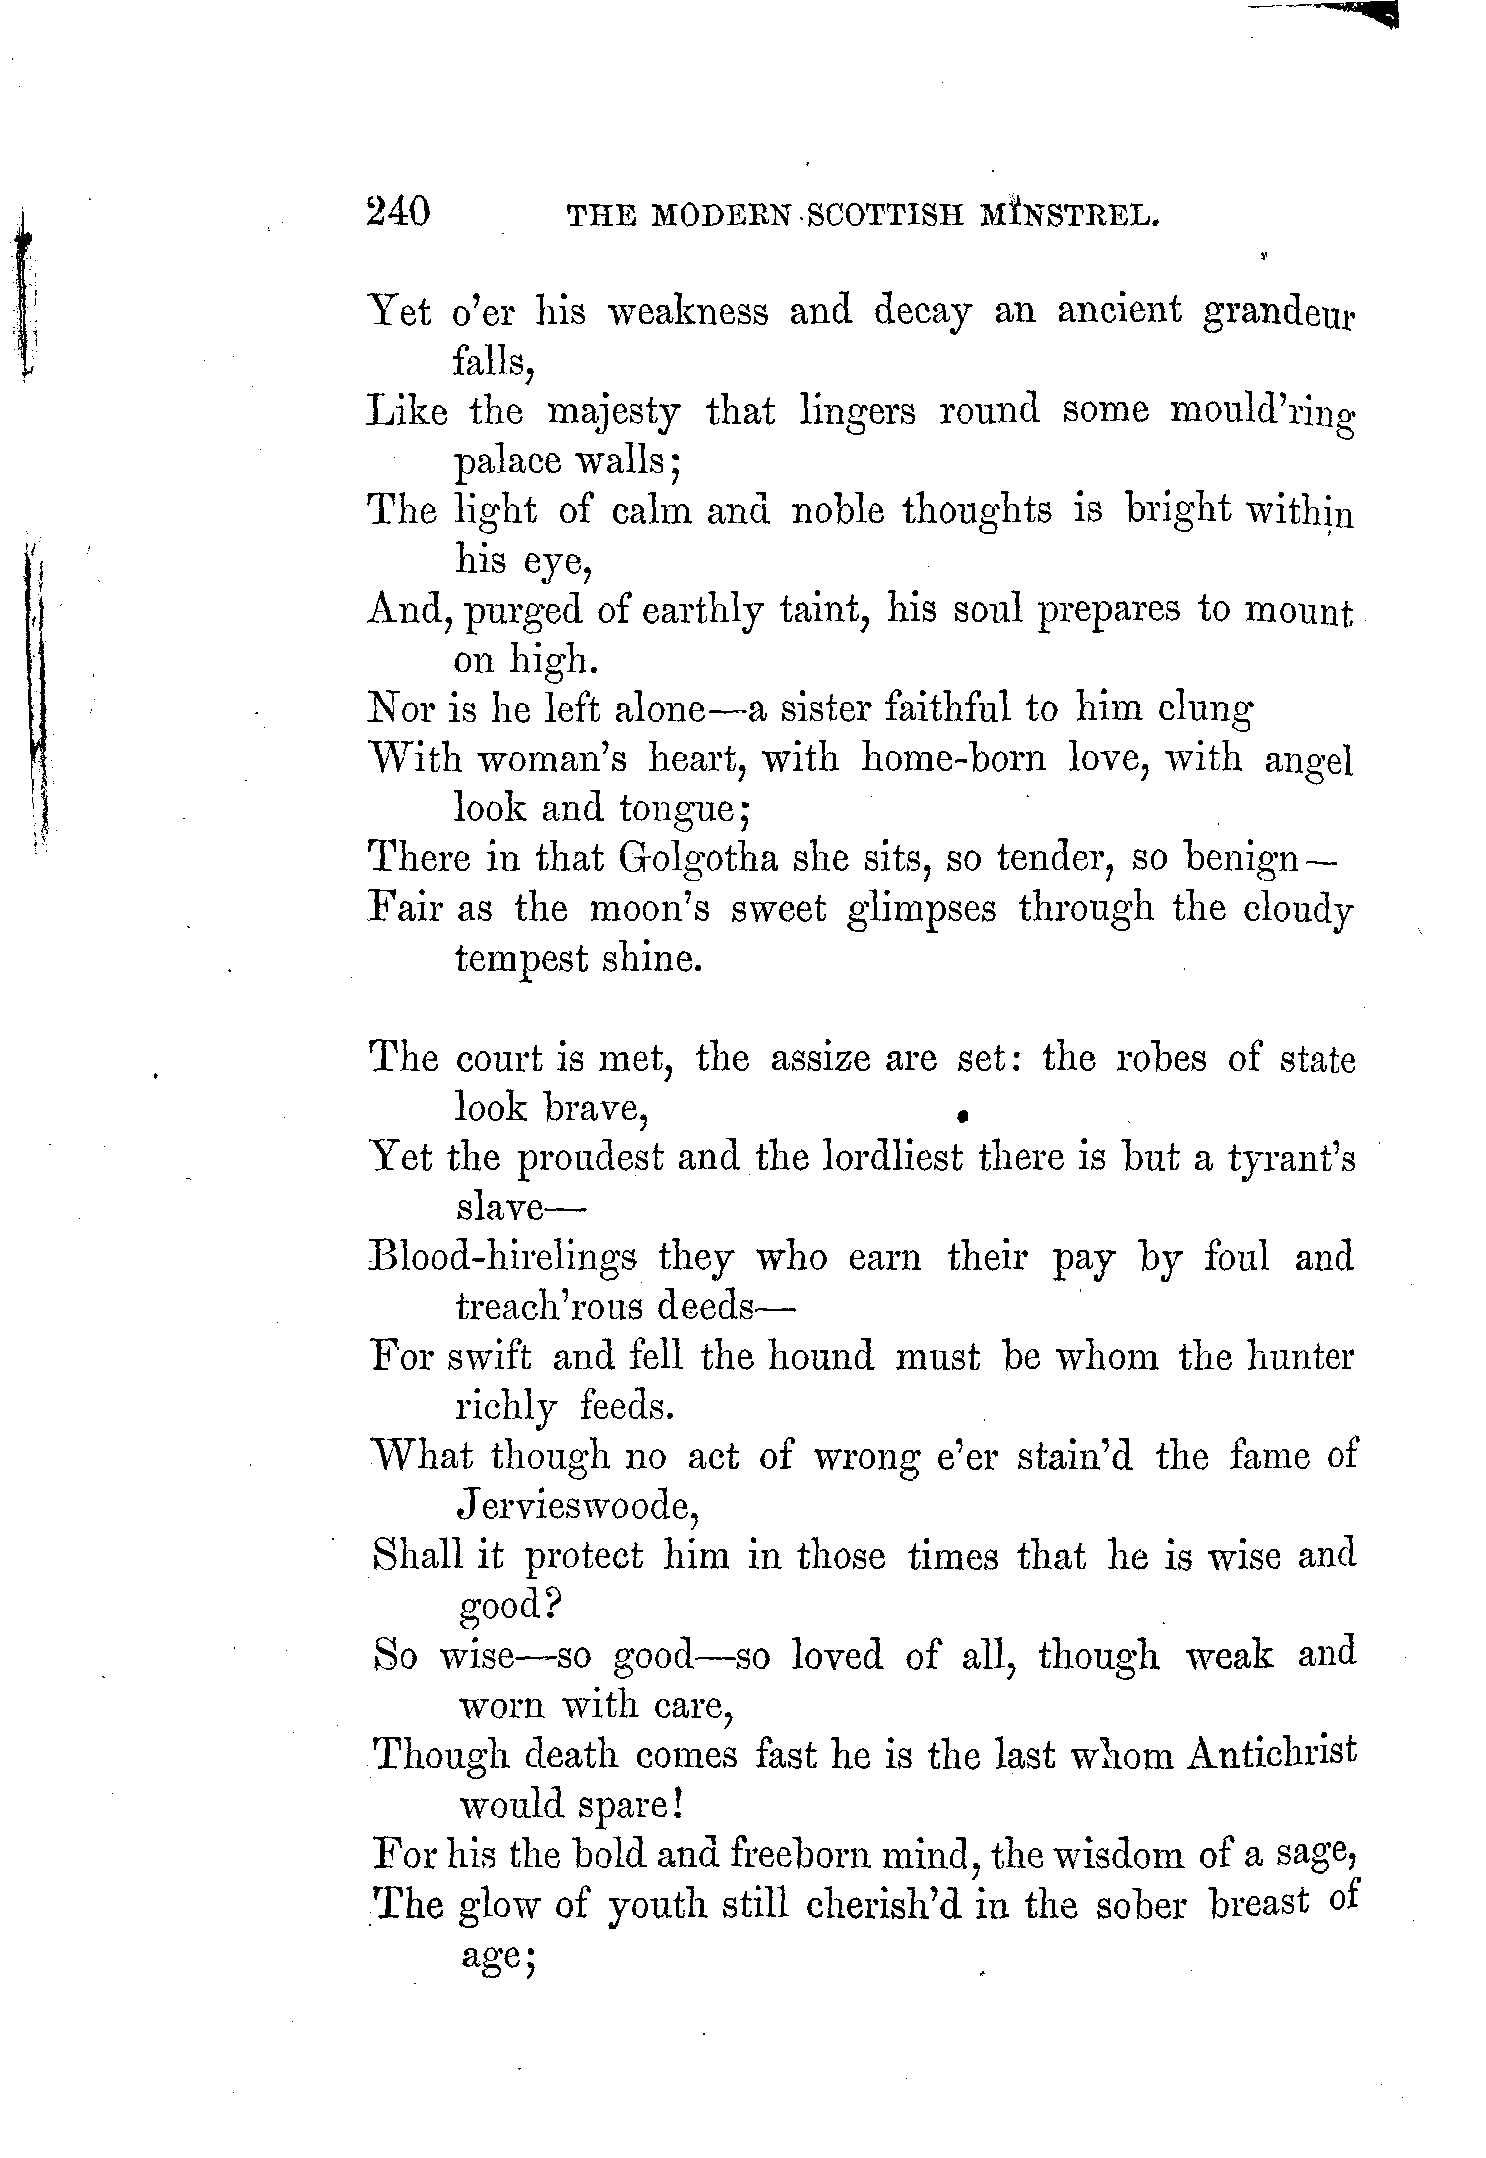 240 THE MODERN SCOTTISH MINSTREL.
Yet o'er his weakness and decay an ancient grandeur
falls,
Like the majesty that lingers round some mould'ring
palace walls;
The light of calm and noble thoughts is bright within
his eye,
And, purged of earthly taint, his soul prepares to mount
on high.
Nor is he left alone—a sister faithful to him clung
With woman's heart, with home-born love, with angel
look and tongue;
There in that Golgotha she sits, so tender, so benign—
Fair as the moon's sweet glimpses through the cloudy
tempest shine.
The court is met, the assize are set: the robes of state
look brave,
Yet the proudest and the lordliest there is but a tyrant's
slave—
Blood-hirelings they who earn their pay by foul and
treach'rous deeds—
For swift and fell the hound must be whom the hunter
richly feeds.
What though no act of wrong e'er stain'd the fame of
Jervieswoode,
Shall it protect him in those times that he is wise and
good?
So wise—so good—so loved of all, though weak and
worn with care,
Though death comes fast he is the last whom Antichrist
would spare!
For his the bold and freeborn mind, the wisdom of a sage,
The glow of youth still cherish'd in the sober breast of
age;